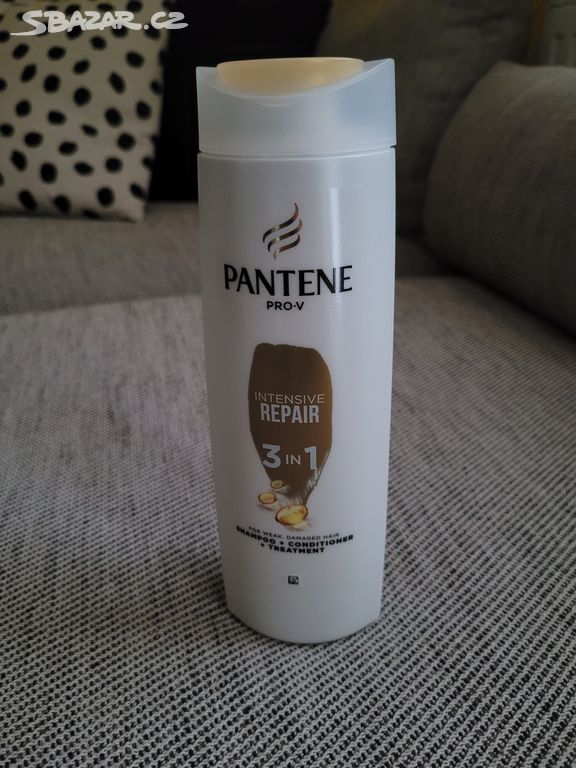 SBAZAR.CZ
PANTENE
PRO-V
INTENSIVE
REPAIR
3 IN 1
FOR WEAK, DAMAGED HAIR
SHAMPOO + CONDITIONER
+ TREATMENT